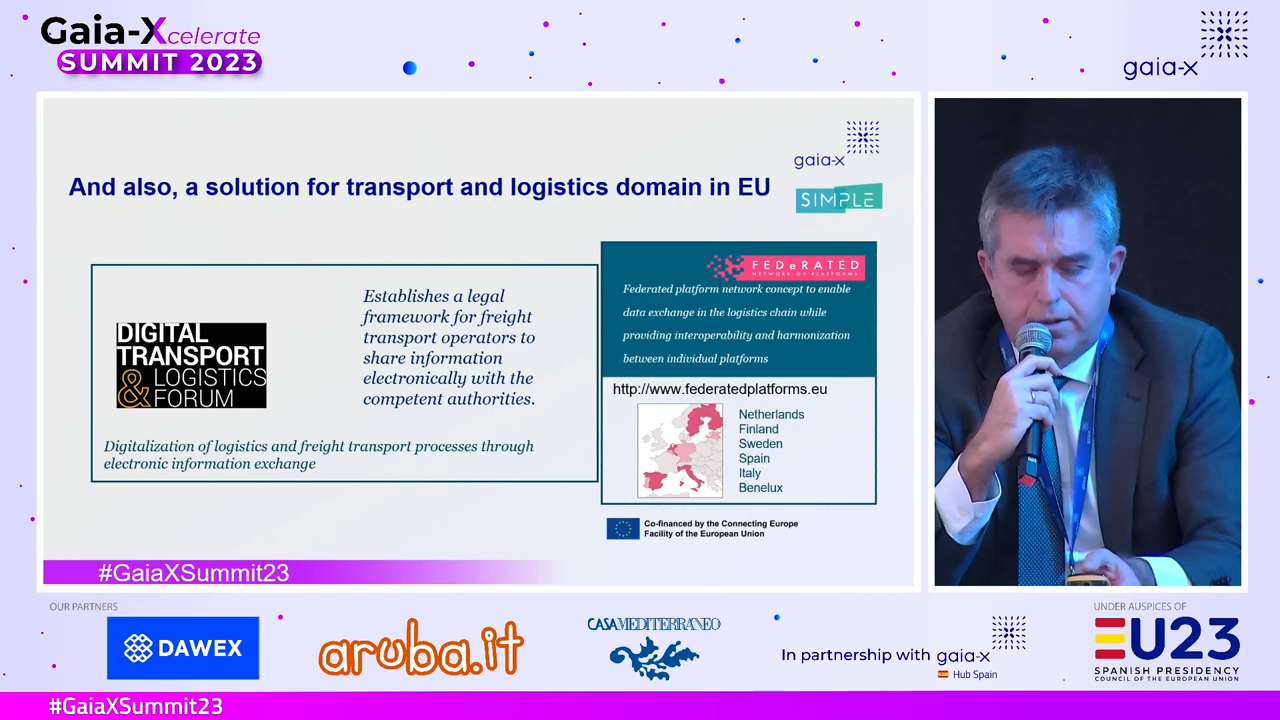 Gaia-Xcelerate
SUMMIT 2023
gaia-x
gaia-x
And also, a solution for transport and logistics domain in EU
SIMPLE
DIGITAL
TRANSPORT
& LOGISTICS
FORUM
Establishes a legal
framework for freight
transport operators to
share information
electronically with the
competent authorities.
Digitalization of logistics and freight transport processes through
electronic information exchange
FEDeRATED
NETWORK OF PLATFORMS
Federated platform network concept to enable
data exchange in the logistics chain while
providing interoperability and harmonization
between individual platforms
http://www.federatedplatforms.eu
Netherlands
Finland
Sweden
Spain
Italy
Benelux
Co-financed by the Connecting Europe
Facility of the European Union
#GaiaXSummit23
OUR PARTNERS
DAWEX
aruba.it
CASAMEDITERRANEO
In partnership with gaia-x
Hub Spain
UNDER AUSPICES OF
EU23
SPANISH PRESIDENCY
COUNCIL OF THE EUROPEAN UNION
#GaiaXSummit23